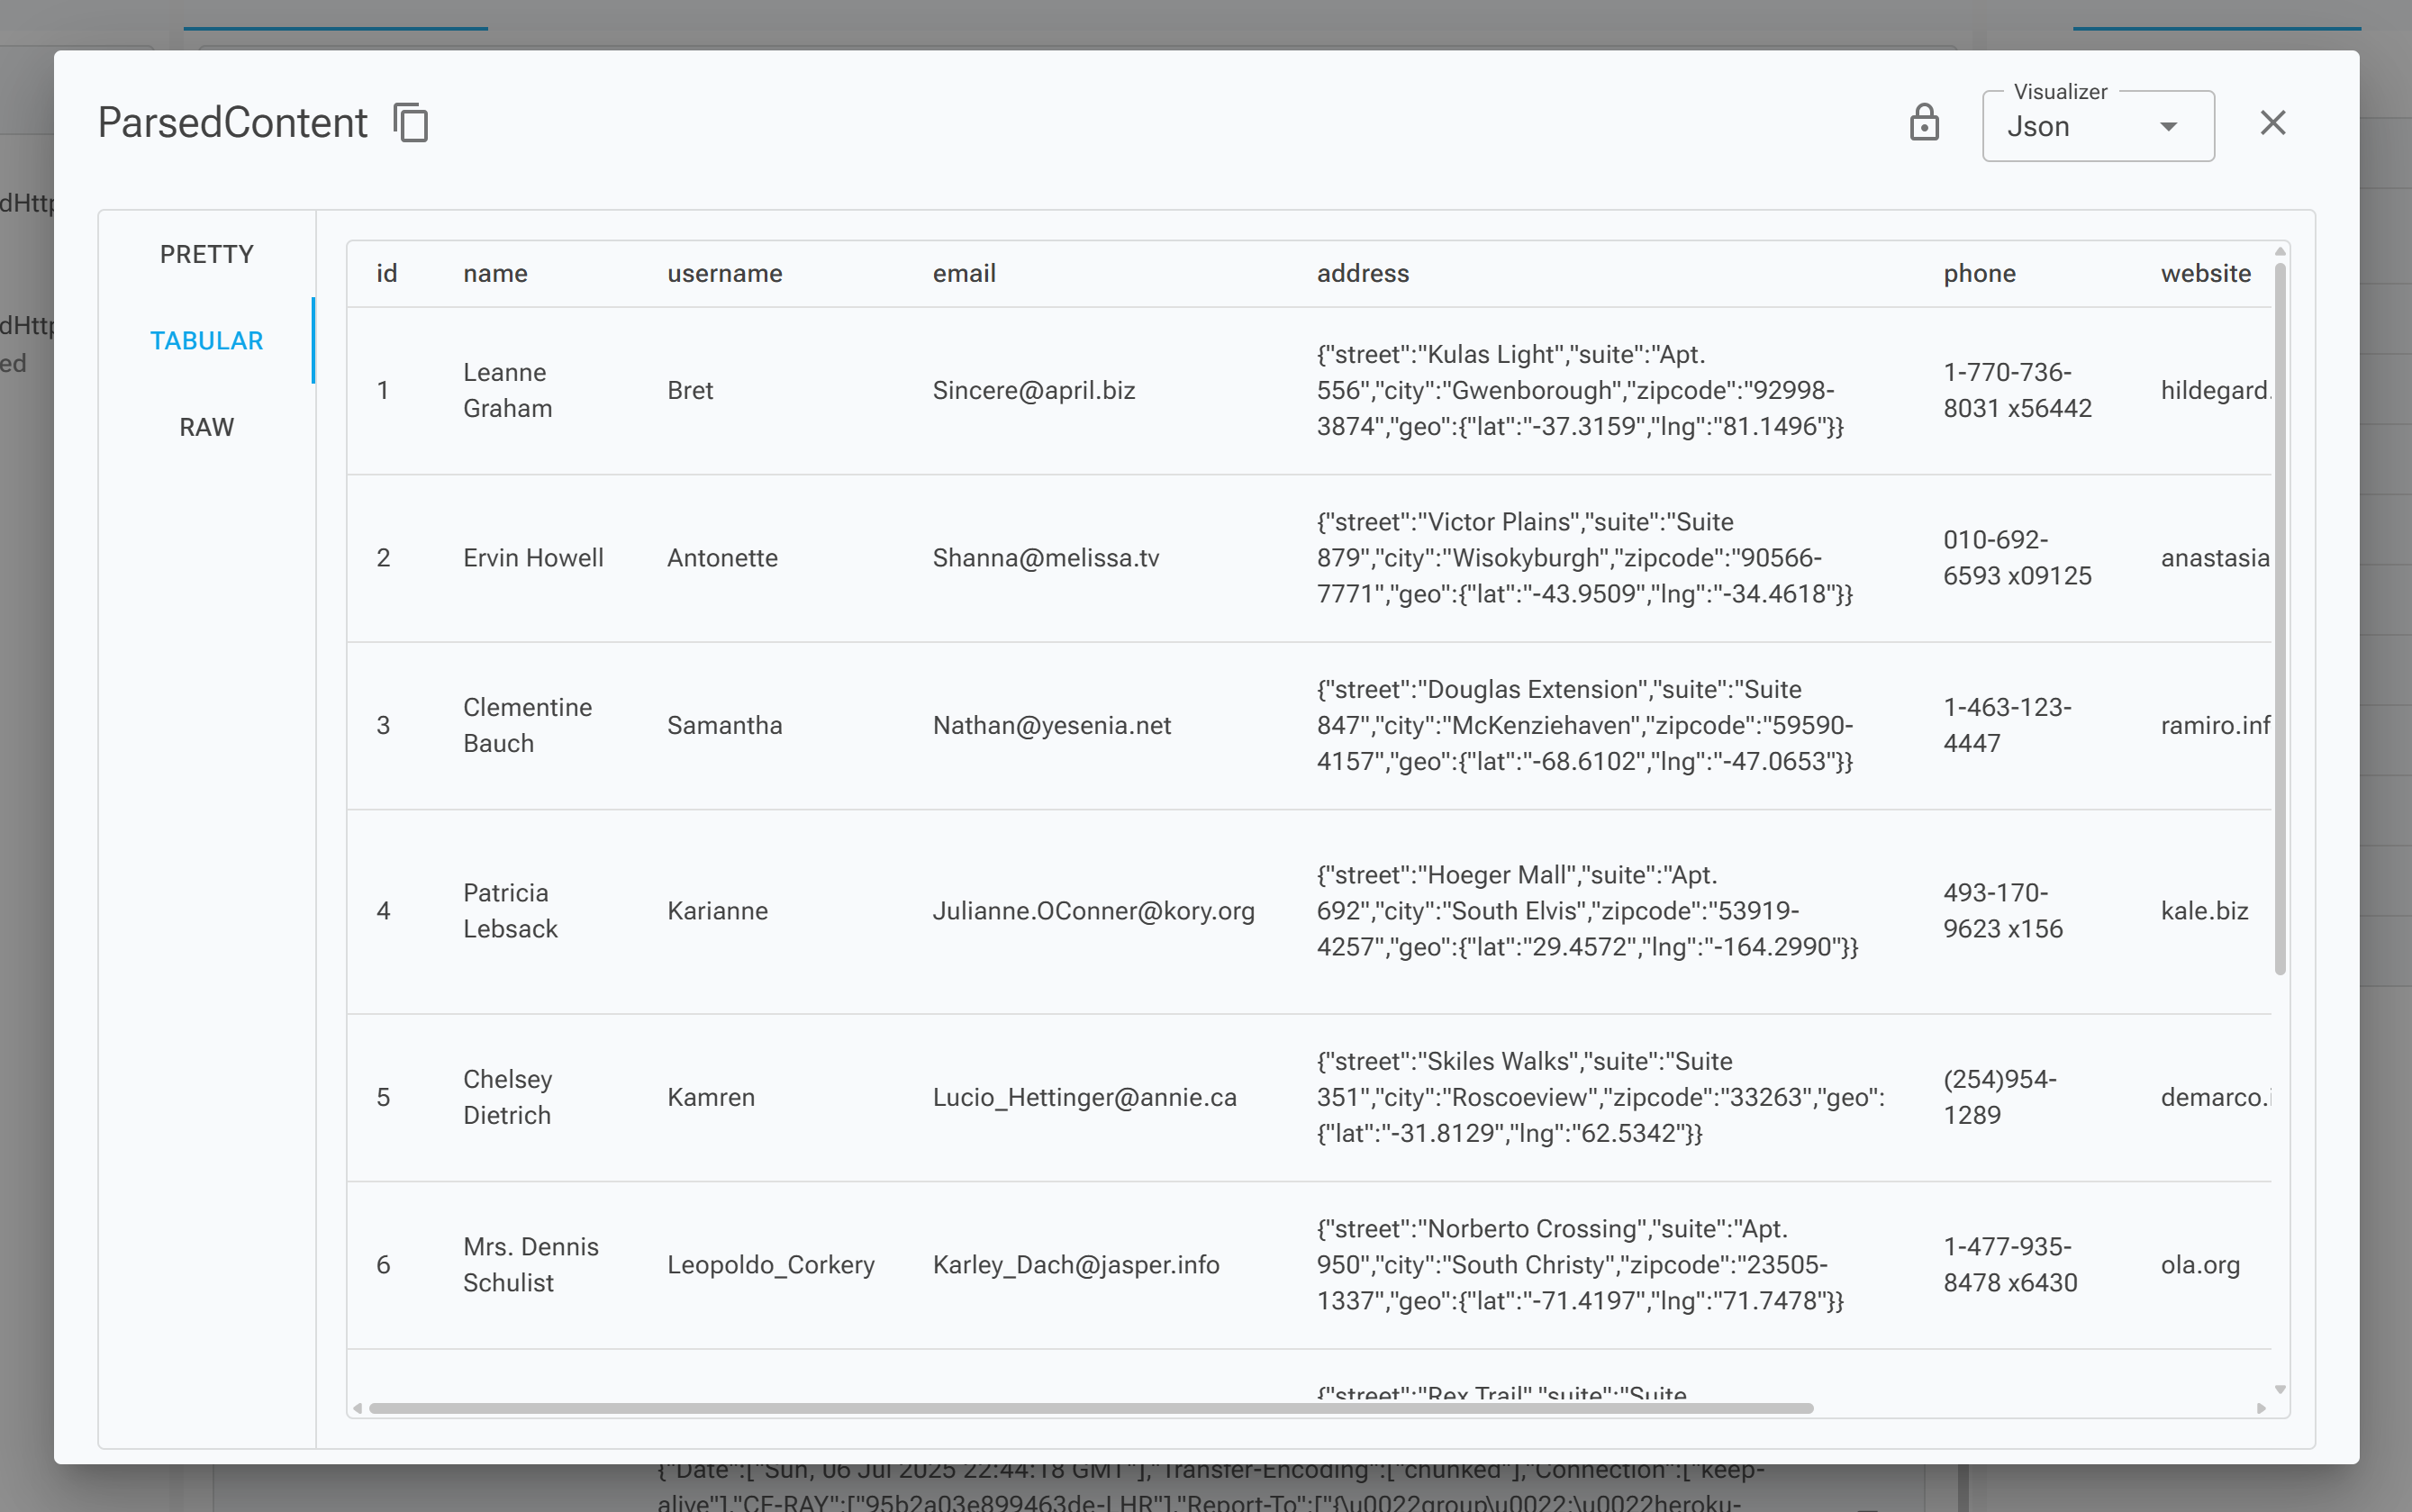 ParsedContent
Visualizer
Json
dHttp
dHttp
ed
PRETTY
TABULAR
RAW
id name username email address phone website
1 Leanne Graham Bret Sincere@april.biz {"street":"Kulas Light","suite":"Apt. 556","city":"Gwenborough","zipcode":"92998-3874","geo":{"lat":"-37.3159","lng":"81.1496"}} 1-770-736-8031 x56442 hildegard.
2 Ervin Howell Antonette Shanna@melissa.tv {"street":"Victor Plains","suite":"Suite 879","city":"Wisokyburgh","zipcode":"90566-7771","geo":{"lat":"-43.9509","lng":"-34.4618"}} 010-692-6593 x09125 anastasia
3 Clementine Bauch Samantha Nathan@yesenia.net {"street":"Douglas Extension","suite":"Suite 847","city":"McKenziehaven","zipcode":"59590-4157","geo":{"lat":"-68.6102","lng":"-47.0653"}} 1-463-123-4447 ramiro.inf
4 Patricia Lebsack Karianne Julianne.OConner@kory.org {"street":"Hoeger Mall","suite":"Apt. 692","city":"South Elvis","zipcode":"53919-4257","geo":{"lat":"29.4572","lng":"-164.2990"}} 493-170-9623 x156 kale.biz
5 Chelsey Dietrich Kamren Lucio_Hettinger@annie.ca {"street":"Skiles Walks","suite":"Suite 351","city":"Roscoeview","zipcode":"33263","geo":{"lat":"-31.8129","lng":"62.5342"}} (254)954-1289 demarco.i
6 Mrs. Dennis Schulist Leopoldo_Corkery Karley_Dach@jasper.info {"street":"Norberto Crossing","suite":"Apt. 950","city":"South Christy","zipcode":"23505-1337","geo":{"lat":"-71.4197","lng":"71.7478"}} 1-477-935-8478 x6430 ola.org
{"street":"Rex Trail","suite":"Suite
{"Date":["Sun, 06 Jul 2025 22:44:18 GMT"],"Transfer-Encoding":["chunked"],"Connection":["keep-
alive"],"CF-RAY":["95b2a03e899463de-LHR"],"Report-To":["{\u0022group\u0022:\u0022heroku-